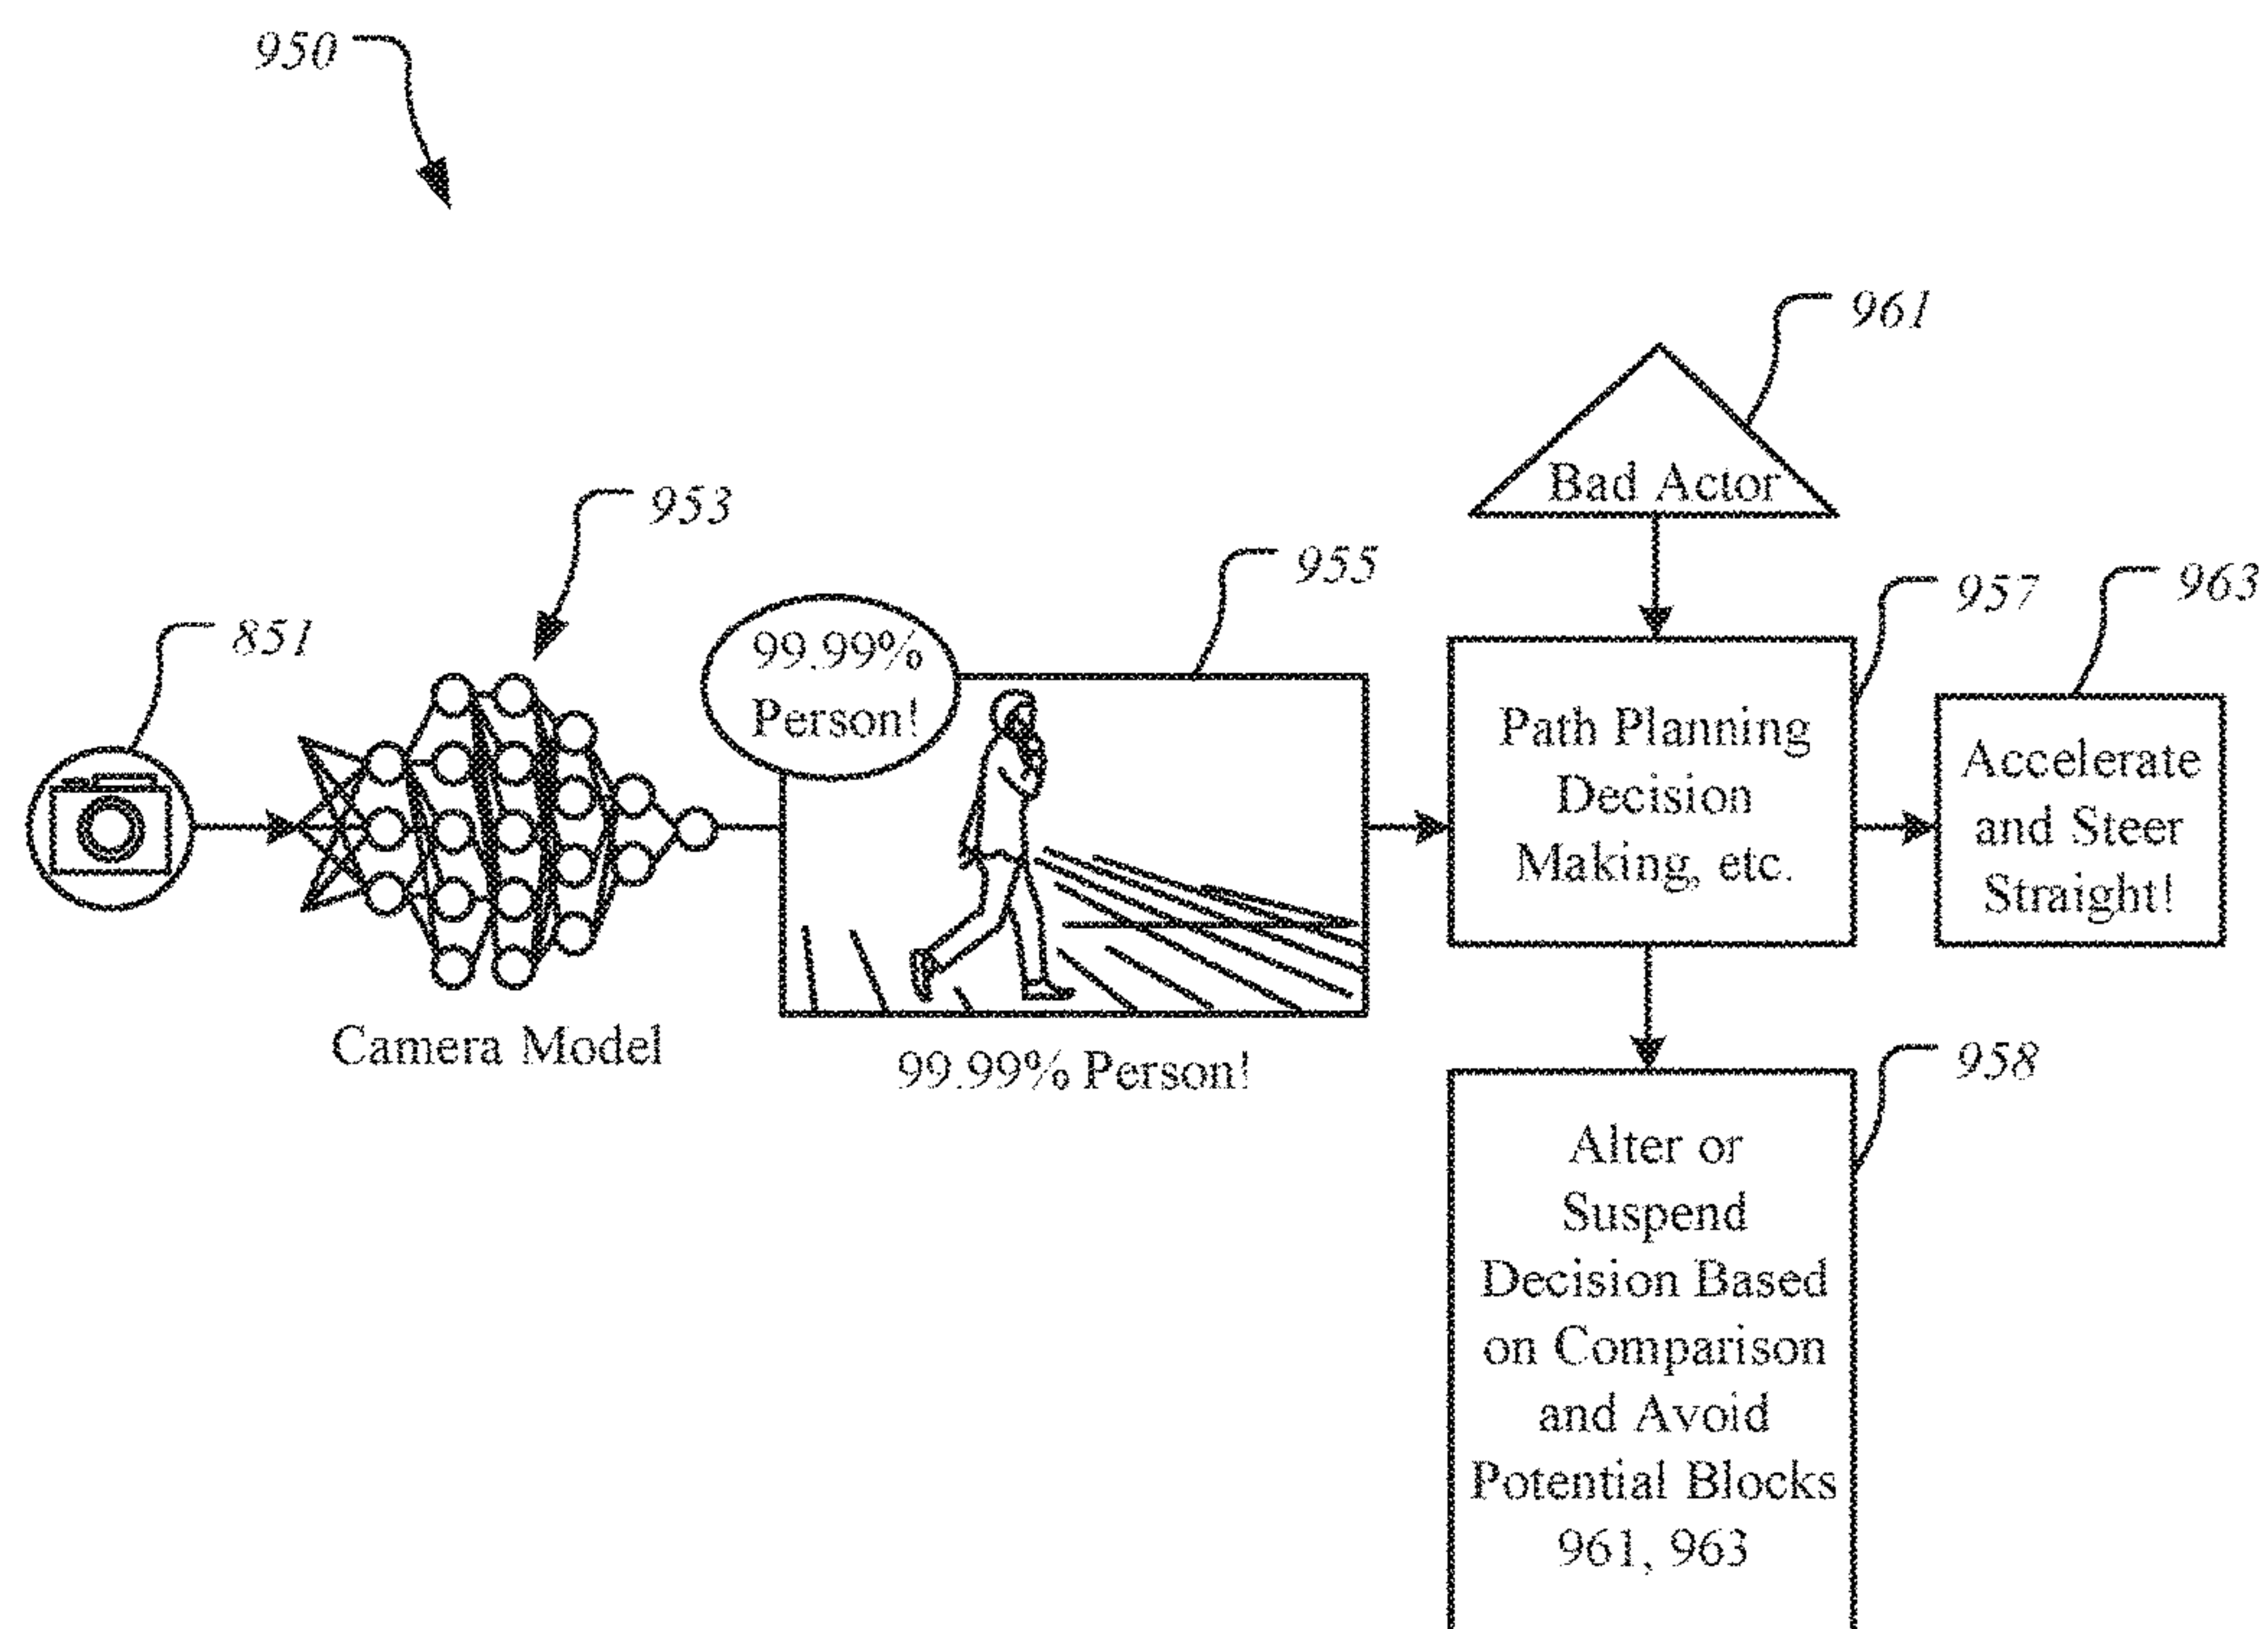 950
961
Bad Actor
953
955
957
963
851
99.99%
Person!
Path Planning
Decision
Making, etc.
Accelerate
and Steer
Straight!
Camera Model
99.99% Person!
958
Alter or
Suspend
Decision Based
on Comparison
and Avoid
Potential Blocks
961, 963